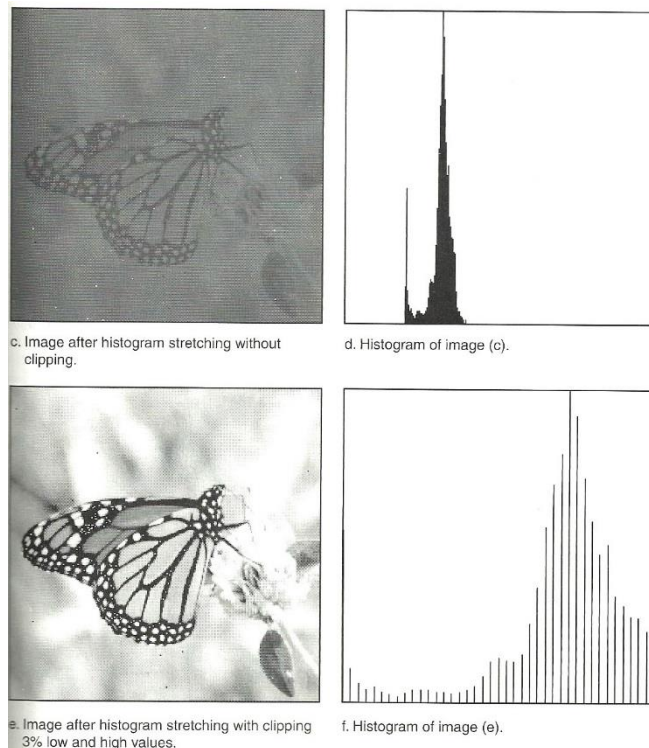 c. Image after histogram stretching without
clipping.
d. Histogram of image (c).
e. Image after histogram stretching with clipping
3% low and high values.
f. Histogram of image (e).